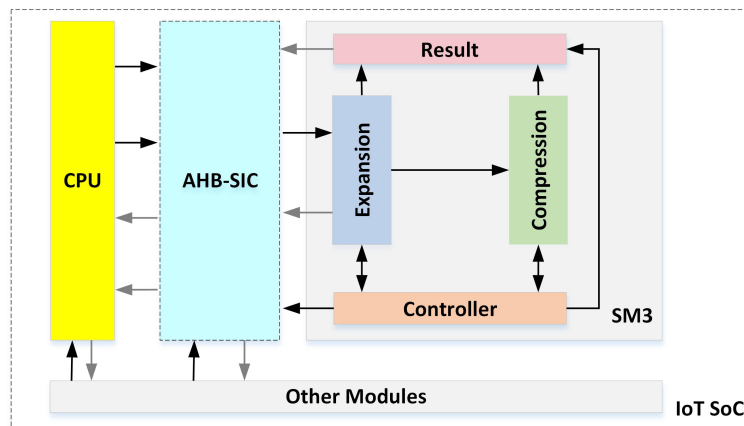 Result
CPU
AHB-SIC
Expansion
Compression
Controller
SM3
Other Modules
IoT SoC